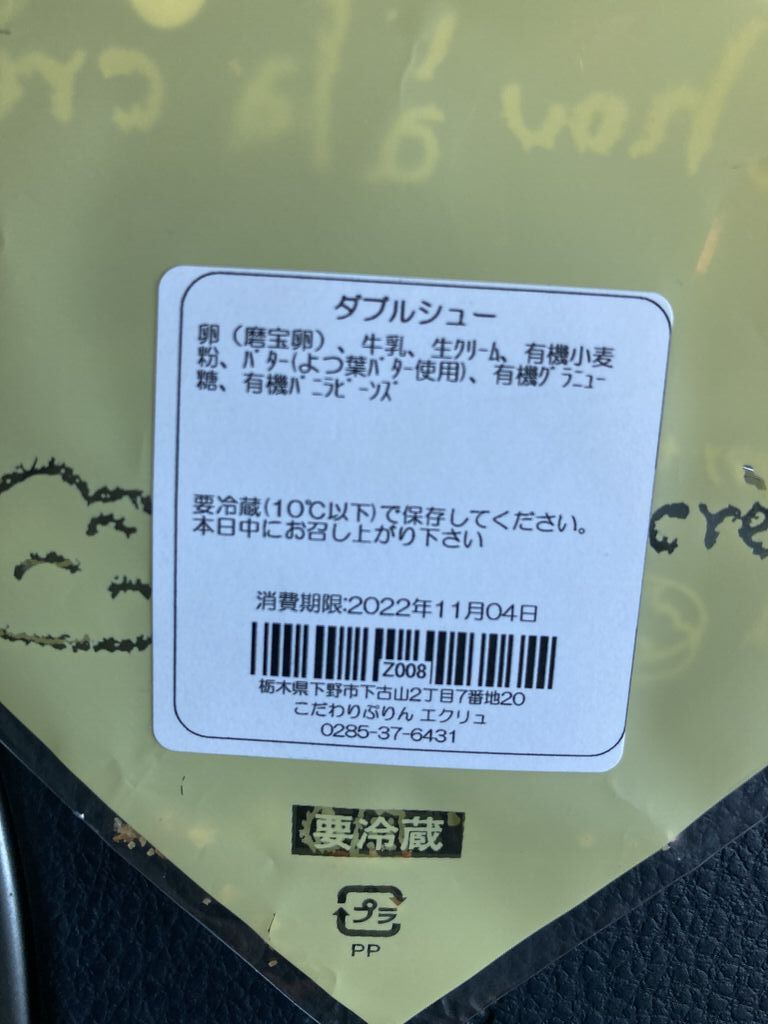 ダブルシュー
卵（磨宝卵）、牛乳、生ｸﾘｰﾑ、有機小麦
粉、ﾊﾞﾀｰ(よつ葉ﾊﾞﾀｰ使用)、有機ｸﾞﾗﾆｭｰ
糖、有機ﾊﾞﾆﾗﾋﾞｰﾝｽﾞ
要冷蔵(10℃以下)で保存してください。
本日中にお召し上がり下さい
消費期限:2022年11月04日
Z008
栃木県下野市下古山2丁目7番地20
こだわりぷりん エクリュ
0285-37-6431
要冷蔵
プラ
PP